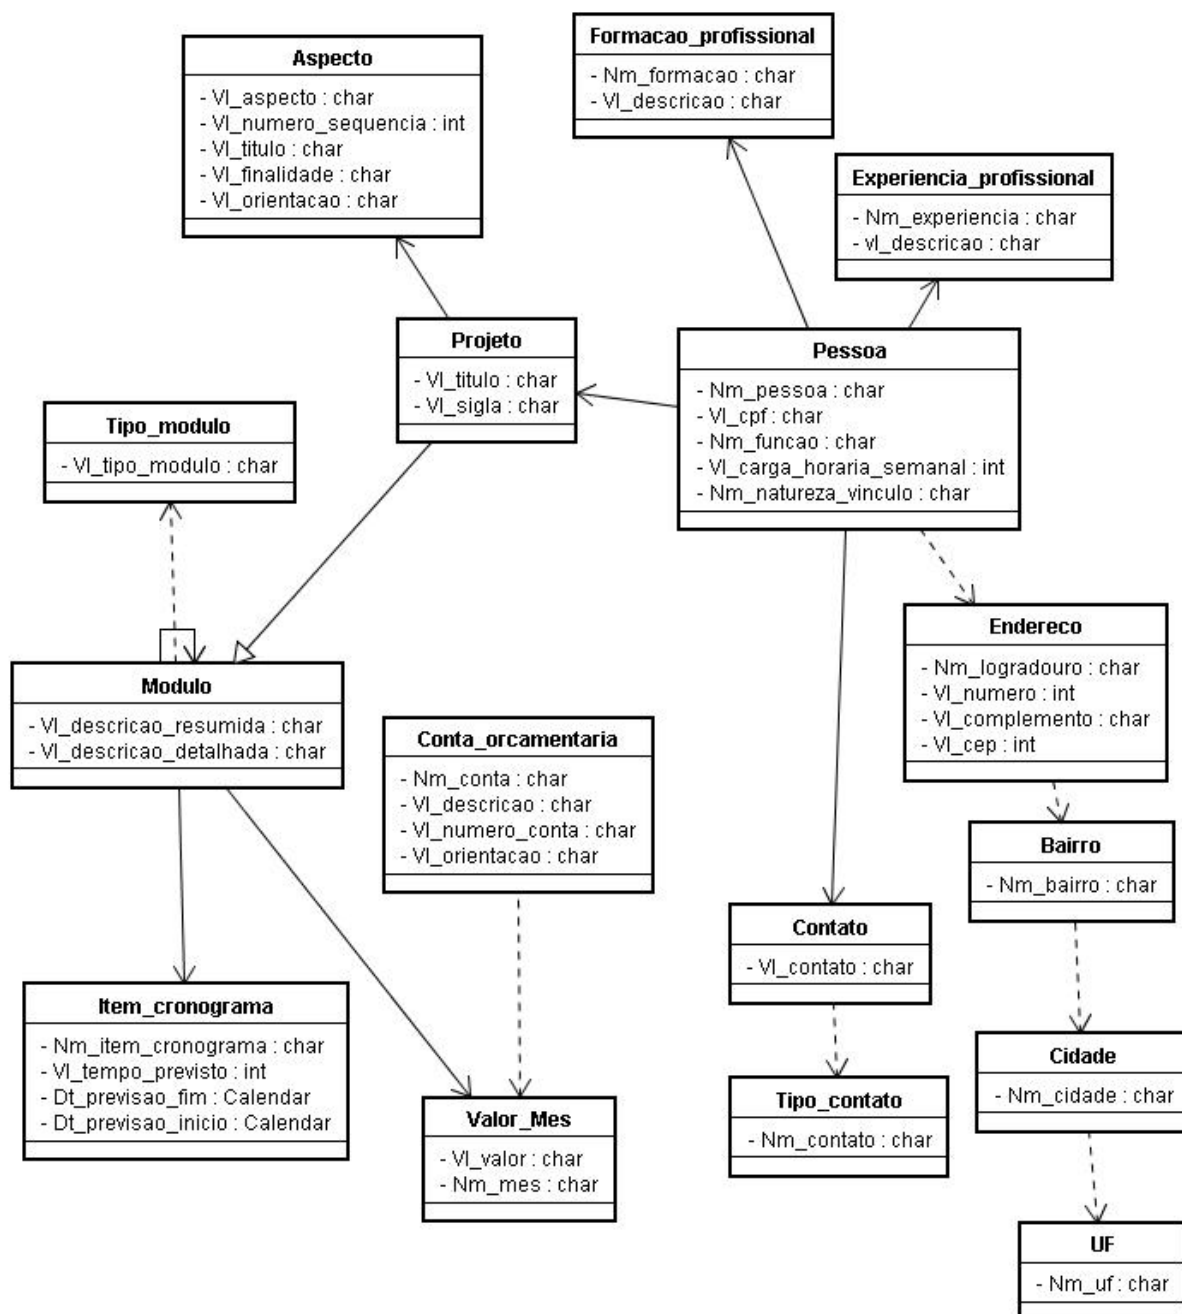 Formacao_profissional
- Nm_formacao : char
- Vl_descricao : char
Aspecto
- Vl_aspecto : char
- Vl_numero_sequencia : int
- Vl_titulo : char
- Vl_finalidade : char
- Vl_orientacao : char
Experiencia_profissional
- Nm_experiencia : char
- vl_descricao : char
Projeto
- Vl_titulo : char
- Vl_sigla : char
Pessoa
- Nm_pessoa : char
- Vl_cpf : char
- Nm_funcao : char
- Vl_carga_horaria_semanal : int
- Nm_natureza_vinculo : char
Tipo_modulo
- Vl_tipo_modulo : char
Endereco
- Nm_logradouro : char
- Vl_numero : int
- Vl_complemento : char
- Vl_cep : int
Modulo
- Vl_descricao_resumida : char
- Vl_descricao_detalhada : char
Conta_orcamentaria
- Nm_conta : char
- Vl_descricao : char
- Vl_numero_conta : char
- Vl_orientacao : char
Bairro
- Nm_bairro : char
Contato
- Vl_contato : char
Item_cronograma
- Nm_item_cronograma : char
- Vl_tempo_previsto : int
- Dt_previsao_fim : Calendar
- Dt_previsao_inicio : Calendar
Cidade
- Nm_cidade : char
Tipo_contato
- Nm_contato : char
Valor_Mes
- Vl_valor : char
- Nm_mes : char
UF
- Nm_uf : char